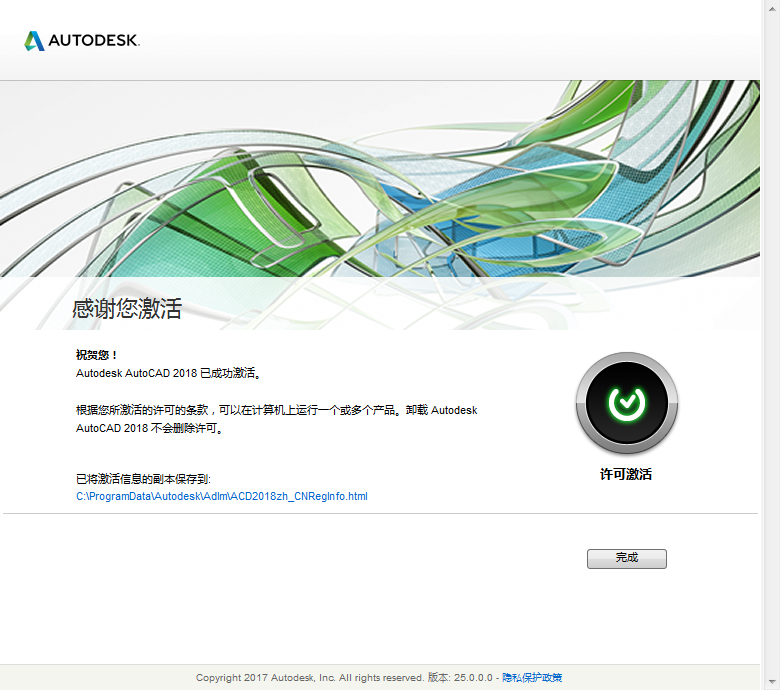 AUTODESK.
感谢您激活
祝贺您！
Autodesk AutoCAD 2018 已成功激活。
根据您所激活的许可的条款，可以在计算机上运行一个或多个产品。卸载 Autodesk
AutoCAD 2018 不会删除许可。
许可激活
已将激活信息的副本保存到:
C:\ProgramData\Autodesk\Adlm\ACD2018zh_CNRegInfo.html
完成
Copyright 2017 Autodesk, Inc. All rights reserved. 版本: 25.0.0.0 - 隐私保护政策